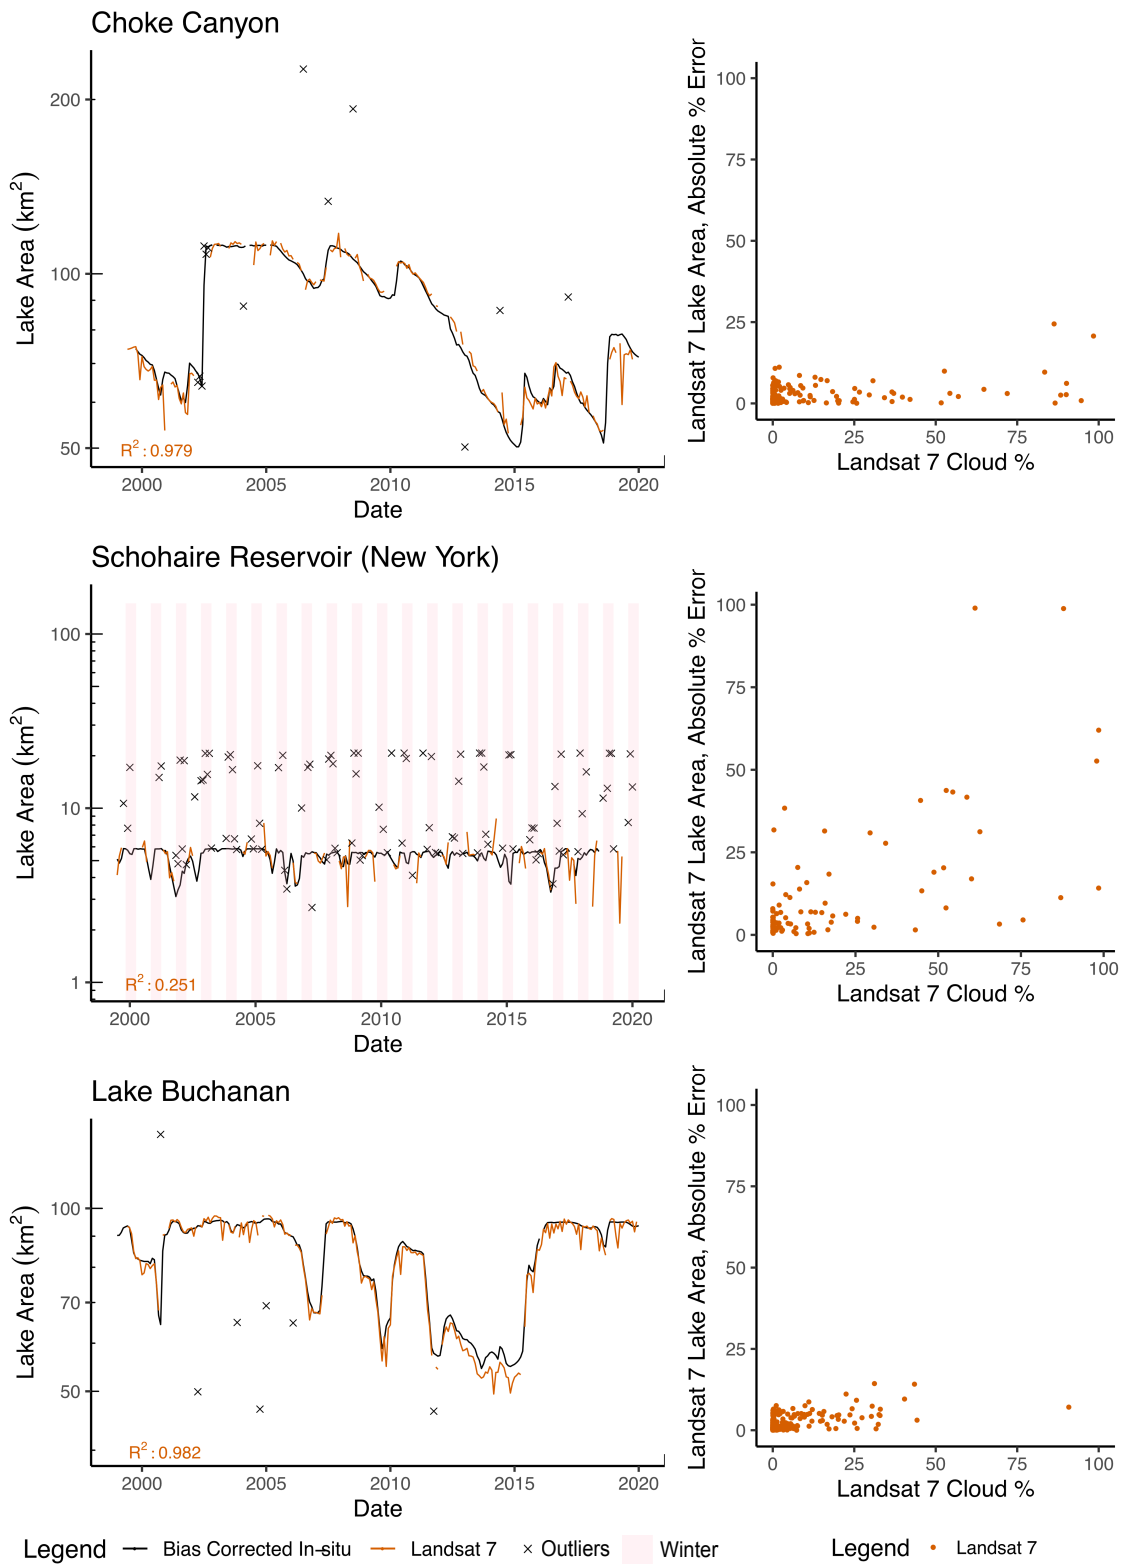 Choke Canyon
Lake Area (km²)
200
100
50
R²: 0.979
2000 2005 2010 2015 2020
Date
Landsat 7 Lake Area, Absolute % Error
100
75
50
25
0
0 25 50 75 100
Landsat 7 Cloud %
Schohaire Reservoir (New York)
Lake Area (km²)
100
10
1
R²: 0.251
2000 2005 2010 2015 2020
Date
Landsat 7 Lake Area, Absolute % Error
100
75
50
25
0
0 25 50 75 100
Landsat 7 Cloud %
Lake Buchanan
Lake Area (km²)
100
70
50
R²: 0.982
2000 2005 2010 2015 2020
Date
Landsat 7 Lake Area, Absolute % Error
100
75
50
25
0
0 25 50 75 100
Landsat 7 Cloud %
Legend Bias Corrected In-situ Landsat 7 Outliers Winter
Legend Landsat 7